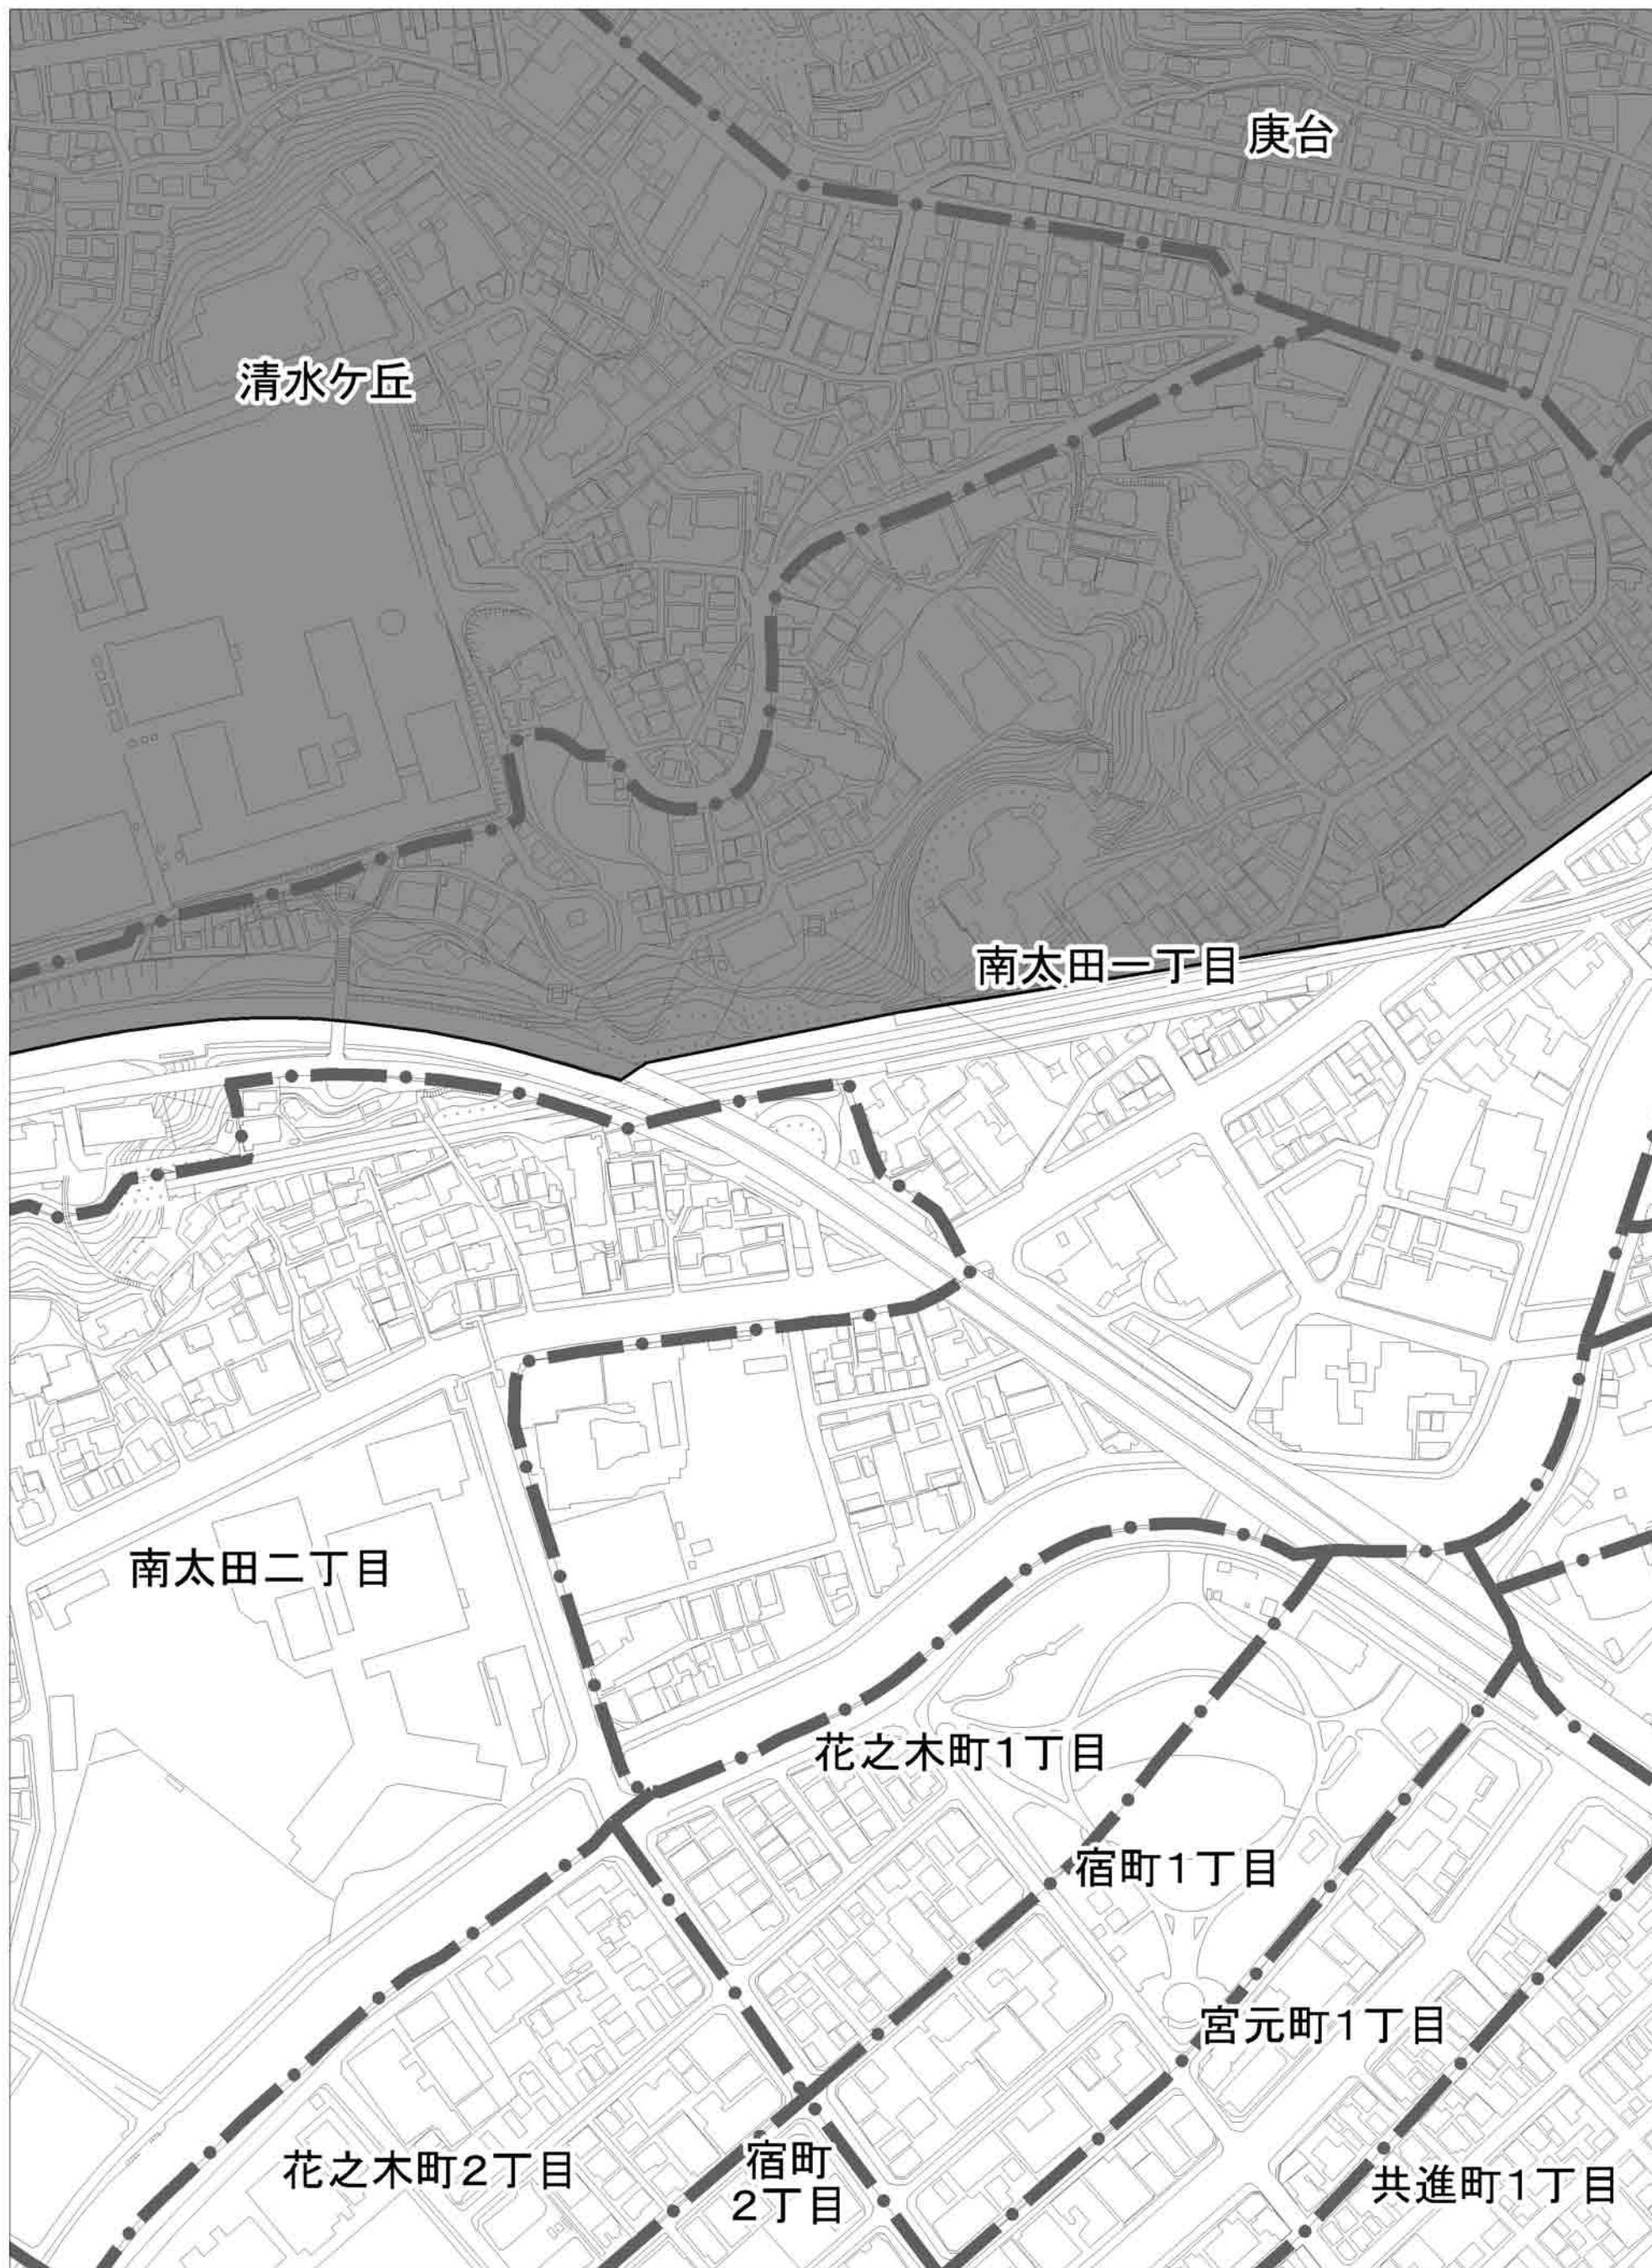 庚台
清水ケ丘
南太田一丁目
南太田二丁目
花之木町1丁目
宿町1丁目
宮元町1丁目
花之木町2丁目
宿町
2丁目
共進町1丁目